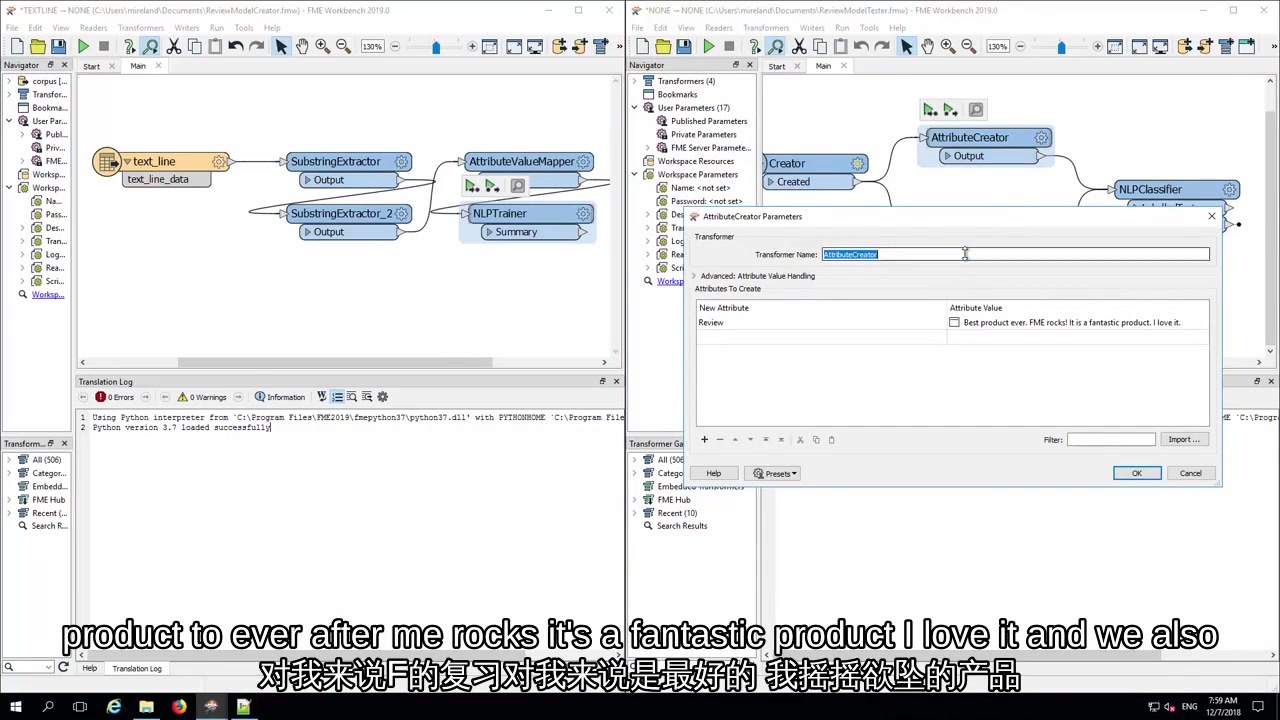 *TEXTLINE → NONE (C:\Users\mireland\Documents\ReviewModelCreator.fmw) - FME Workbench 2019.0
File Edit View Readers Transformers Writers Run Tools Help
130%
Navigator
Start Main
corpus [...
Transfor...
Bookma...
User Par...
Publ...
Priv...
FME...
Workspa...
Workspa...
Na...
Pass...
Des...
Tran...
Log...
Rea...
Scri...
Worksp...
text_line
text_line_data
SubstringExtractor
Output
AttributeValueMapper
SubstringExtractor_2
Output
NLPTrainer
Summary
Translation Log
0 Errors 0 Warnings Information
1 Using Python interpreter from `C:\Program Files\FME2019\fmepython37\python37.dll' with PYTHONHOME `C:\Program File
2 Python version 3.7 loaded successfully
Transform...
All (506)
Categor...
Embedd...
FME Hub
Recent (...
Search R...
Help Translation Log
*NONE → NONE (C:\Users\mireland\Documents\ReviewModelTester.fmw) - FME Workbench 2019.0
File Edit View Readers Transformers Writers Run Tools Help
130%
Navigator
Start Main
Transformers (4)
Bookmarks
User Parameters (17)
Published Parameters
Private Parameters
FME Server Parameter...
Workspace Resources
Workspace Parameters
Name: <not set>
Password: <not set>
Des
Tra
Log
Rea
Scri
Worksp
Creator
Created
AttributeCreator
Output
NLPClassifier
AttributeCreator Parameters
Transformer
Transformer Name: AttributeCreator
Advanced: Attribute Value Handling
Attributes To Create
New Attribute Attribute Value
Review Best product ever. FME rocks! It is a fantastic product. I love it.
Filter: Import ...
Help Presets OK Cancel
Transformer Ga
All (506
Catego
Embedded Transformers
FME Hub
Recent (10)
Search Results
product to ever after me rocks it's a fantastic product I love it and we also
对我来说F的复习对我来说是最好的 我摇摇欲坠的产品
ENG
7:59 AM
12/7/2018